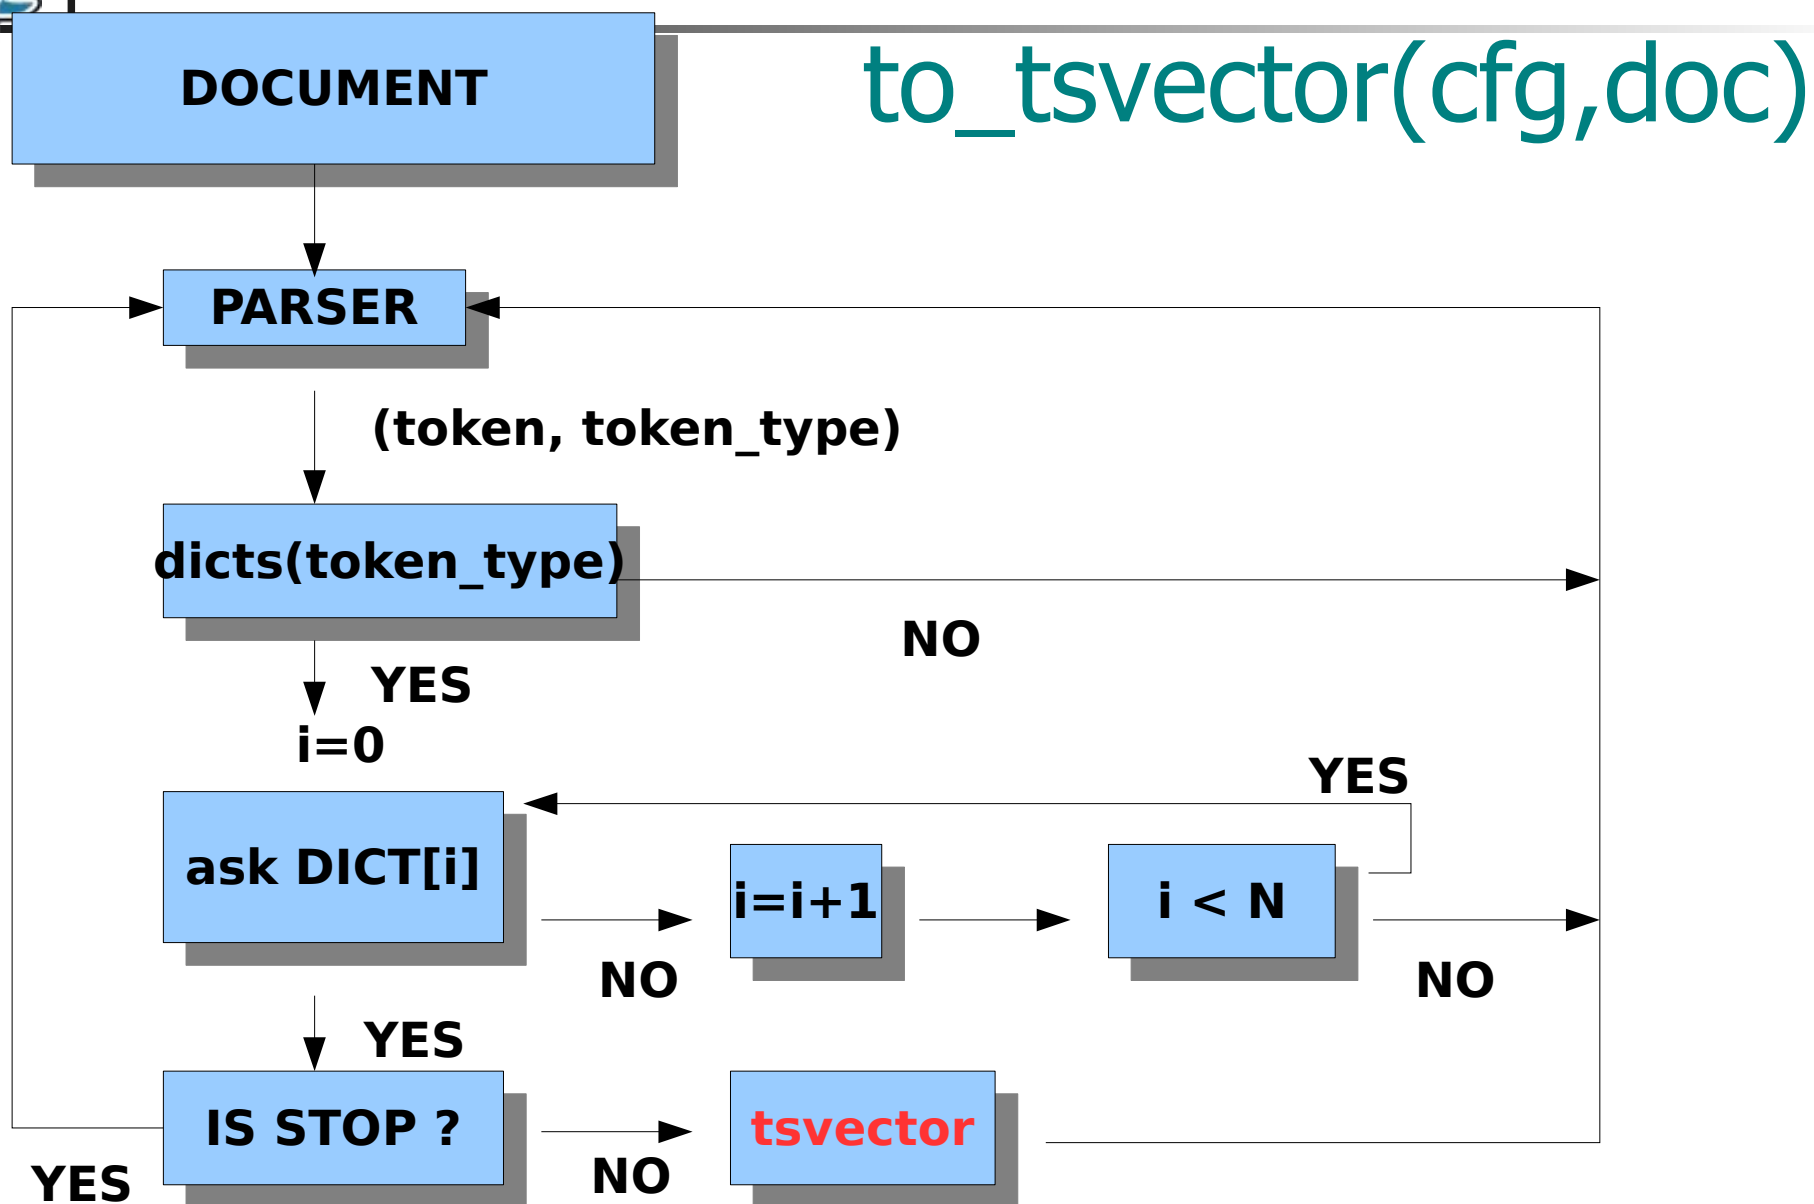 DOCUMENT
to_tsvector(cfg,doc)
PARSER
(token, token_type)
dicts(token_type)
NO
YES
i=0
YES
ask DICT[i]
i=i+1
i < N
NO
NO
YES
IS STOP ?
tsvector
YES
NO